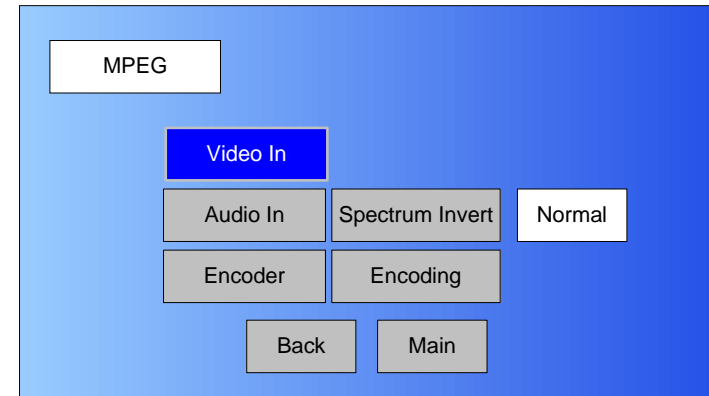 MPEG
Video In
Audio In Spectrum Invert Normal
Encoder Encoding
Back Main